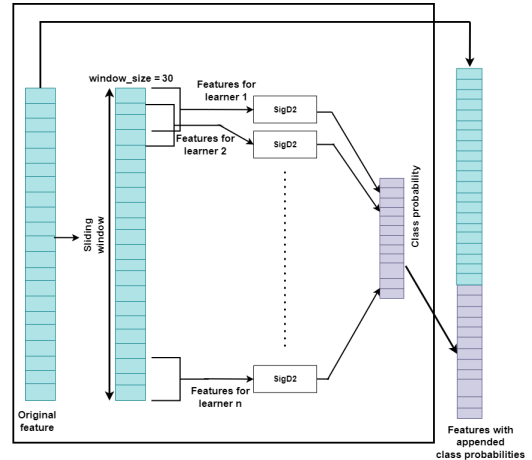 window_size = 30
Features for
learner 1
SigD2
Features for
learner 2
SigD2
Sliding
window
Class probability
SigD2
Features for
learner n
Original
feature
Features with
appended
class probabilities